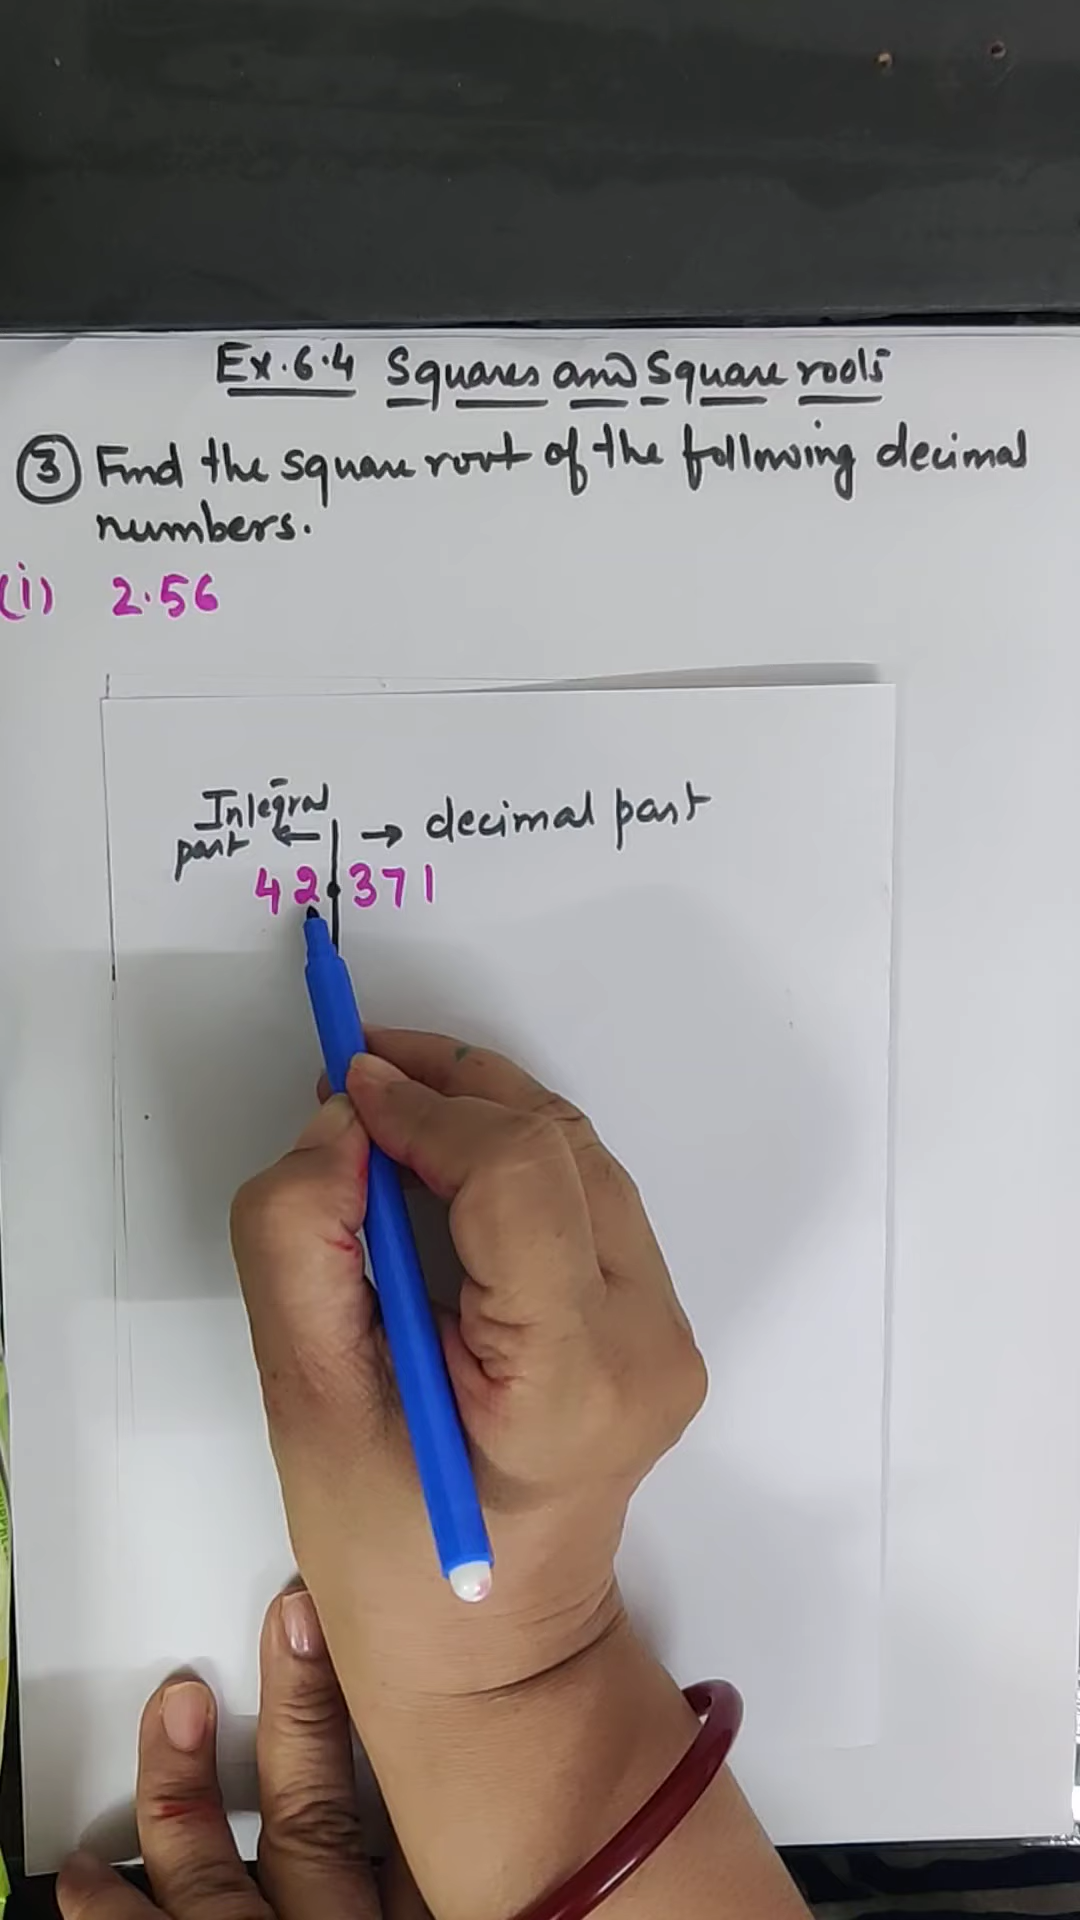 Ex.6.4 Squares and Square roots
③ Find the square root of the following decimal
numbers.
(i) 2.56
Integral
part ← | → decimal part
42.371